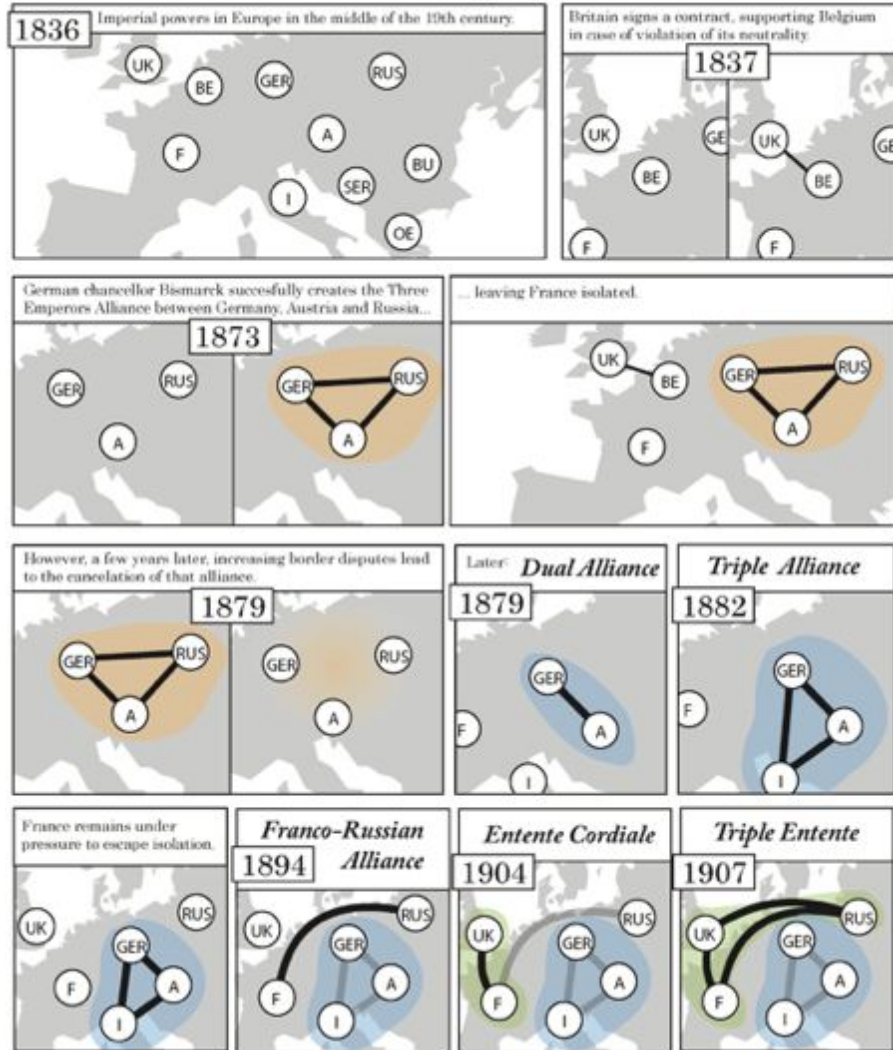 1836
Imperial powers in Europe in the middle of the 19th century.
UK
BE
GER
RUS
F
A
I
SER
BU
OE
Britain signs a contract, supporting Belgium
in case of violation of its neutrality.
1837
UK
BE
GE
F
UK
BE
GE
F
German chancellor Bismarck succesfully creates the Three
Emperors Alliance between Germany, Austria and Russia...
1873
GER
RUS
A
GER
RUS
A
... leaving France isolated.
UK
BE
GER
RUS
A
F
However, a few years later, increasing border disputes lead
to the cancelation of that alliance.
1879
GER
RUS
A
GER
RUS
A
Later: Dual Alliance
1879
GER
A
F
I
Triple Alliance
1882
GER
F
A
I
France remains under
pressure to escape isolation.
UK
RUS
GER
F
A
I
Franco-Russian
Alliance
1894
UK
RUS
GER
F
A
I
Entente Cordiale
1904
UK
RUS
GER
F
A
I
Triple Entente
1907
UK
RUS
GER
F
A
I